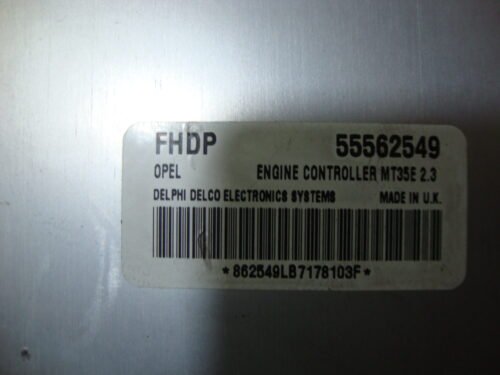 FHDP 55562549
OPEL ENGINE CONTROLLER MT35E 2.3
DELPHI DELCO ELECTRONICS SYSTEMS MADE IN U.K.
*862549LB7178103F*